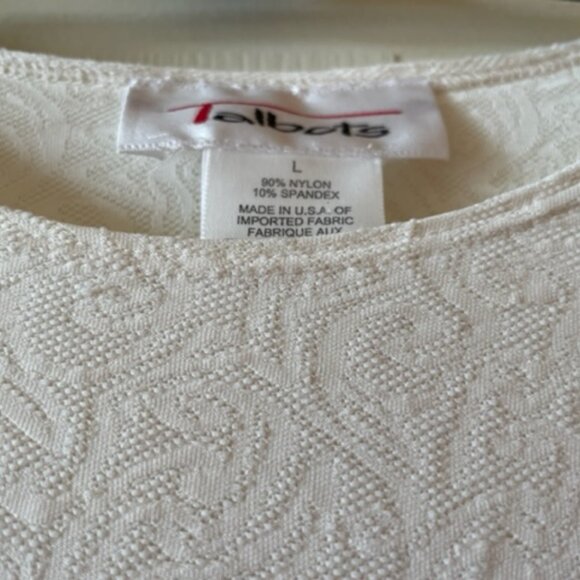 Talbots
L
90% NYLON
10% SPANDEX
MADE IN U.S.A. OF
IMPORTED FABRIC
FABRIQUE AUX